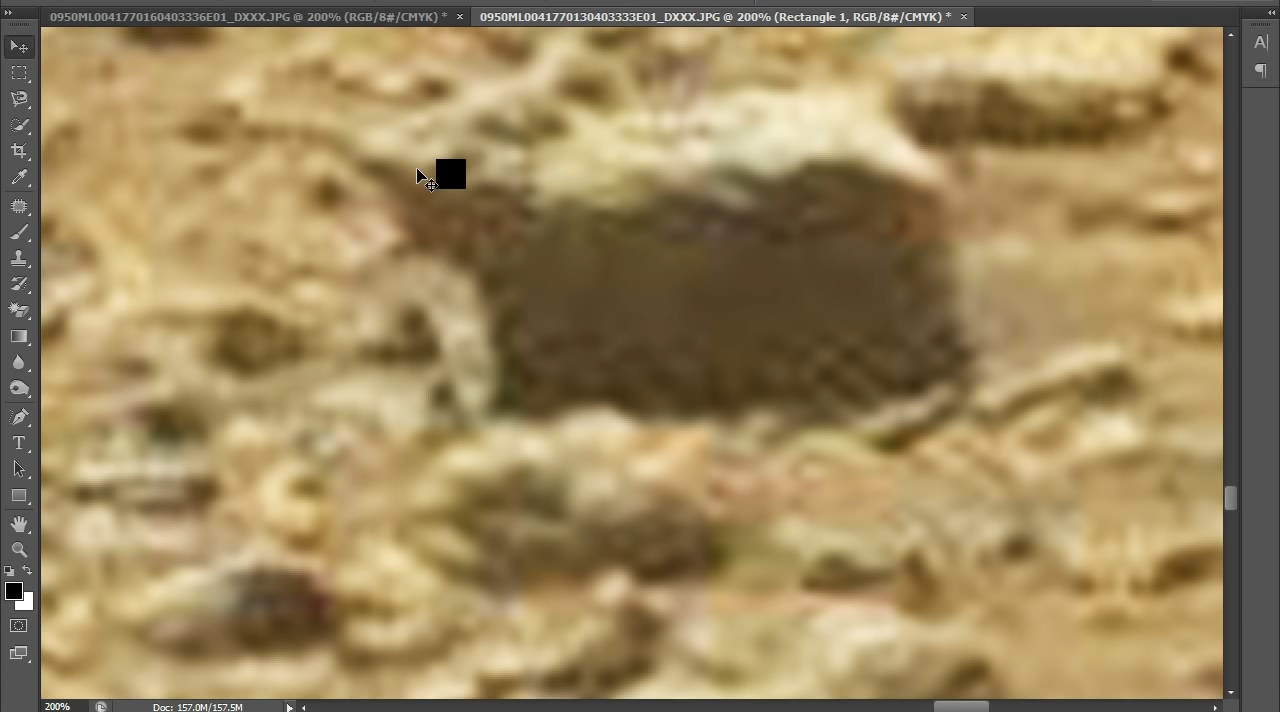 0950ML0041770160403336E01_DXXX.JPG @ 200% (RGB/8#/CMYK) * ×
0950ML0041770130403333E01_DXXX.JPG @ 200% (Rectangle 1, RGB/8#/CMYK) * ×
A
T
200%
Doc: 157.0M/157.5M